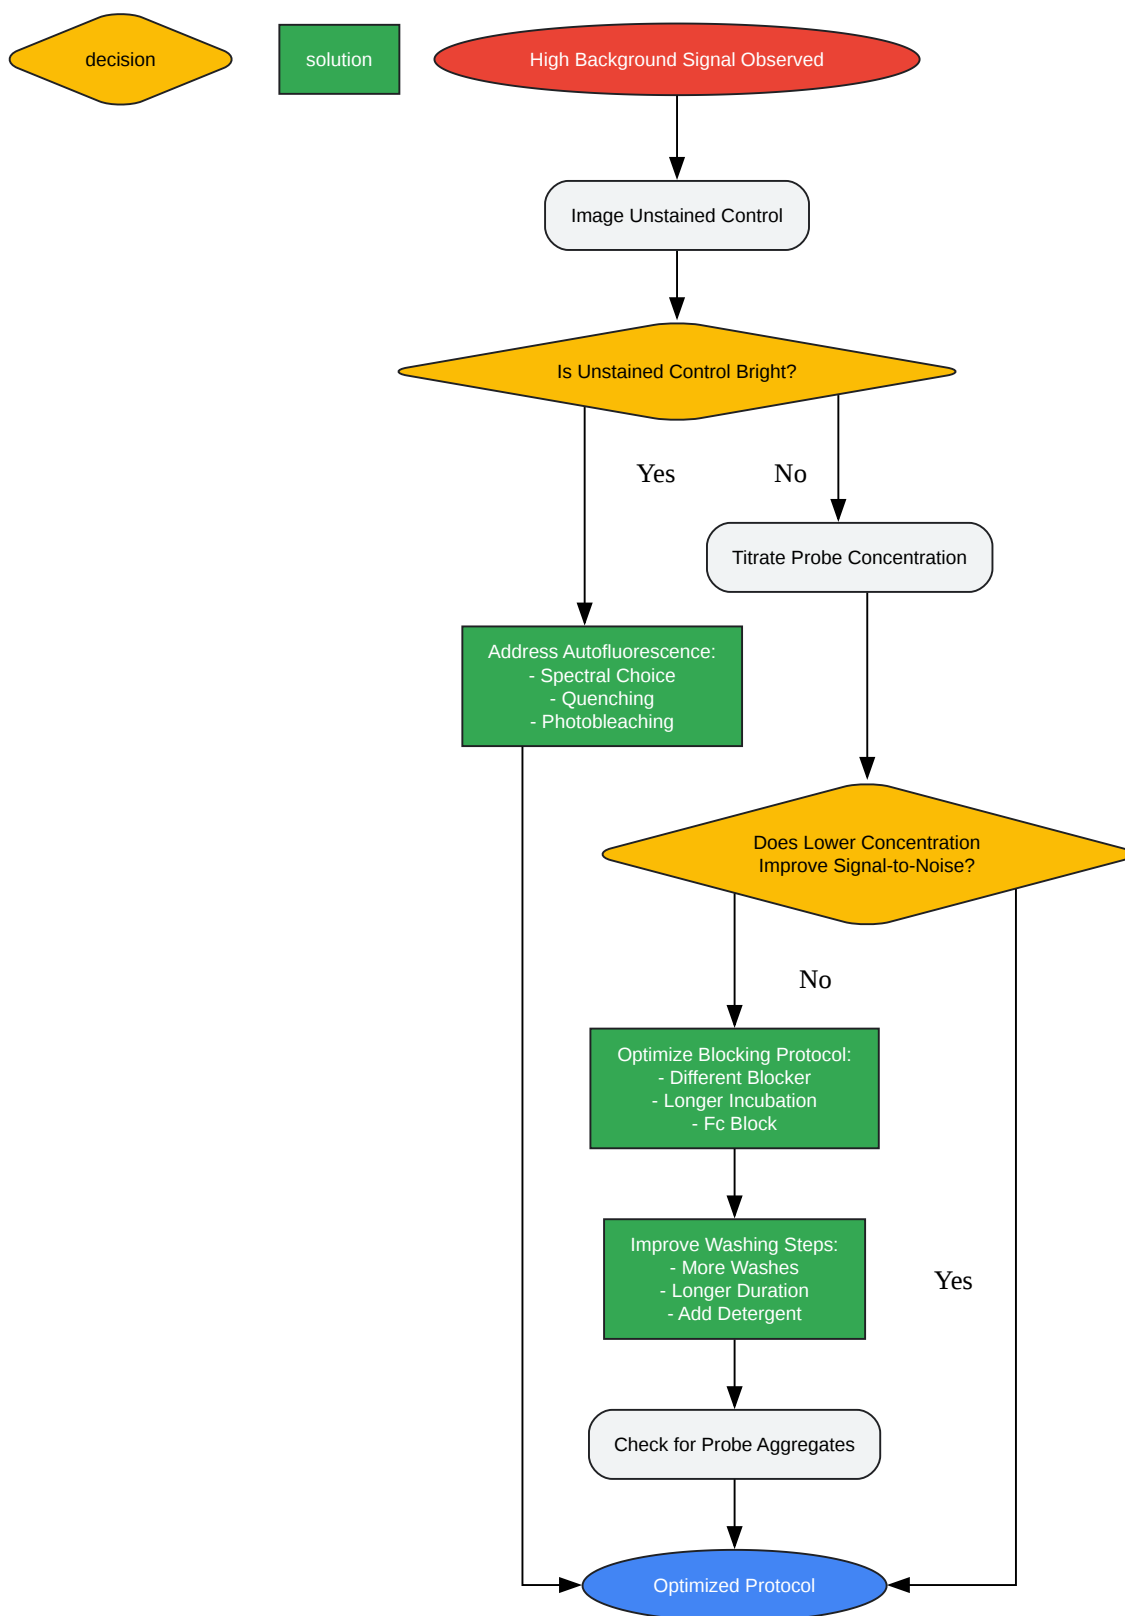 decision
solution
High Background Signal Observed
Image Unstained Control
Is Unstained Control Bright?
Yes
No
Titrate Probe Concentration
Address Autofluorescence:
- Spectral Choice
- Quenching
- Photobleaching
Does Lower Concentration
Improve Signal-to-Noise?
No
Optimize Blocking Protocol:
- Different Blocker
- Longer Incubation
- Fc Block
Improve Washing Steps:
- More Washes
- Longer Duration
- Add Detergent
Yes
Check for Probe Aggregates
Optimized Protocol